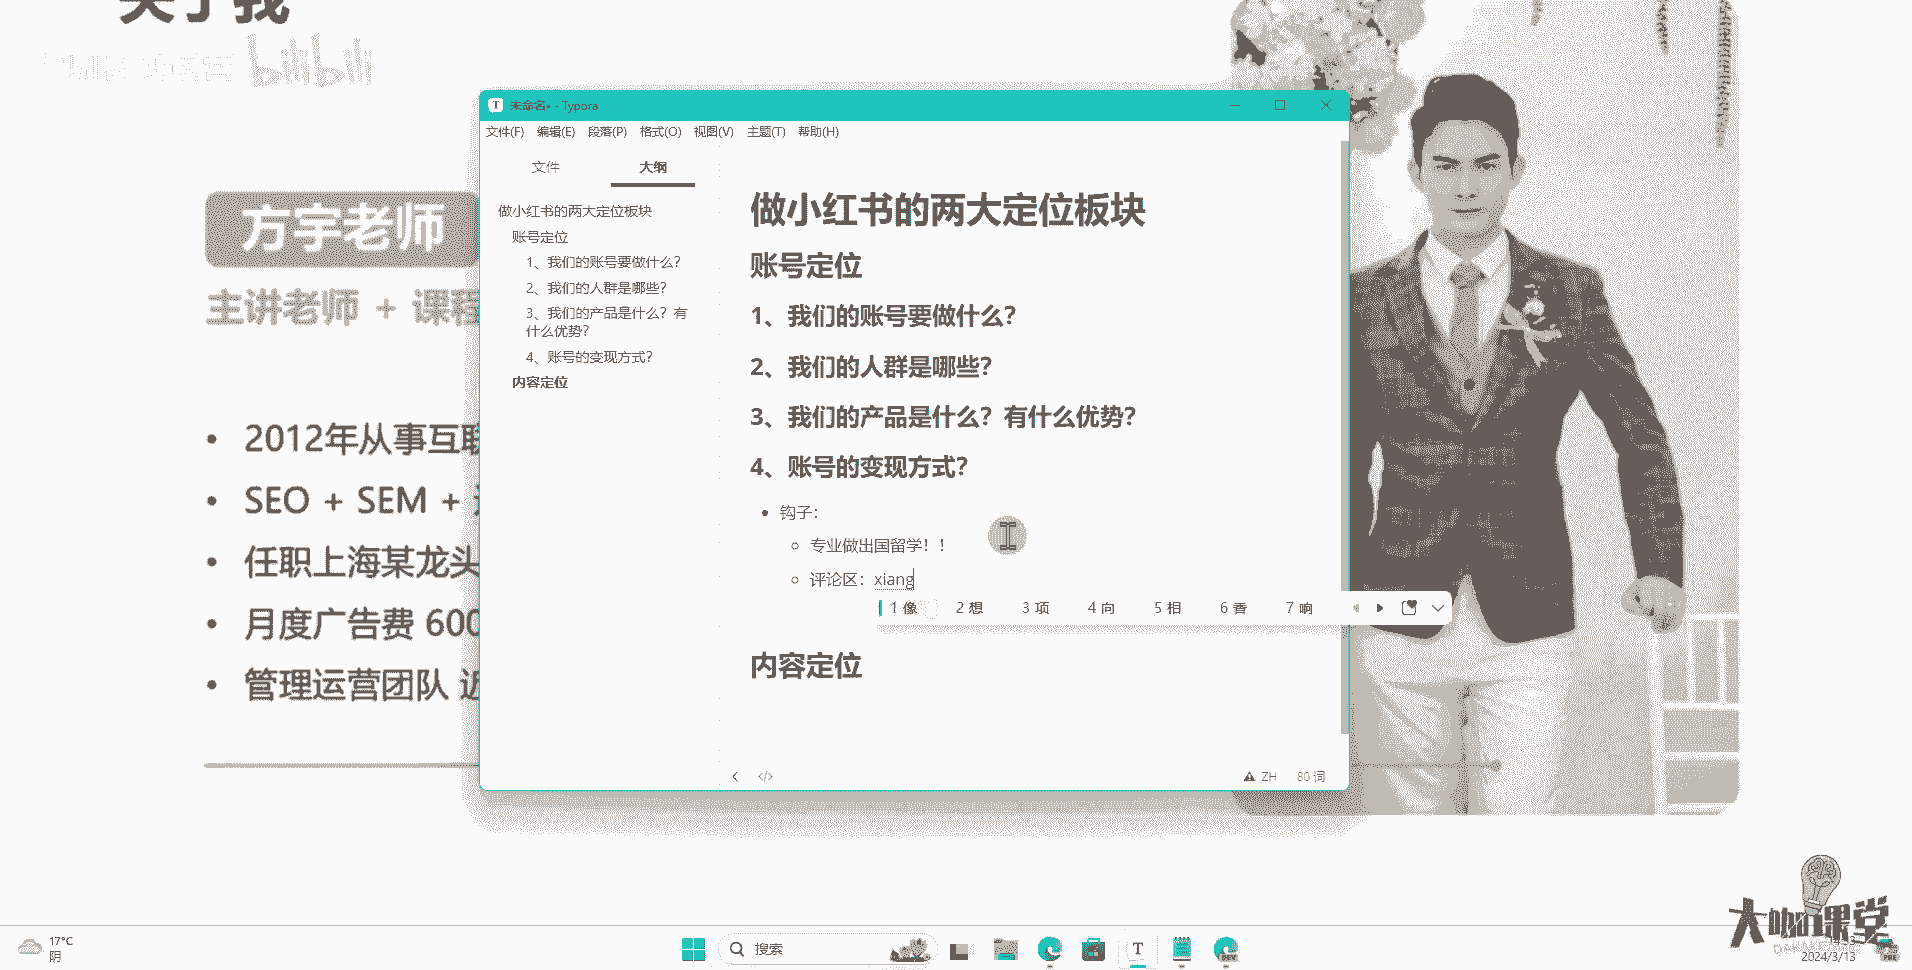 关于我
bilibili
方宇老师
主讲老师 + 课程
2012年从事互联
SEO + SEM +
任职上海某龙头
月度广告费 600
管理运营团队 近
未命名• - Typora
文件(F) 编辑(E) 段落(P) 格式(O) 视图(V) 主题(T) 帮助(H)
文件 大纲
做小红书的两大定位板块
账号定位
1、我们的账号要做什么？
2、我们的人群是哪些？
3、我们的产品是什么？有
什么优势？
4、账号的变现方式？
内容定位
做小红书的两大定位板块
账号定位
1、我们的账号要做什么？
2、我们的人群是哪些？
3、我们的产品是什么？有什么优势？
4、账号的变现方式？
钩子：
专业做出国留学！！
评论区：xiang
1 像 2 想 3 项 4 向 5 相 6 香 7 响
内容定位
ZH 80 词
大咖课堂
17°C
阴
搜索
T
DEV
2024/3/13
PRE